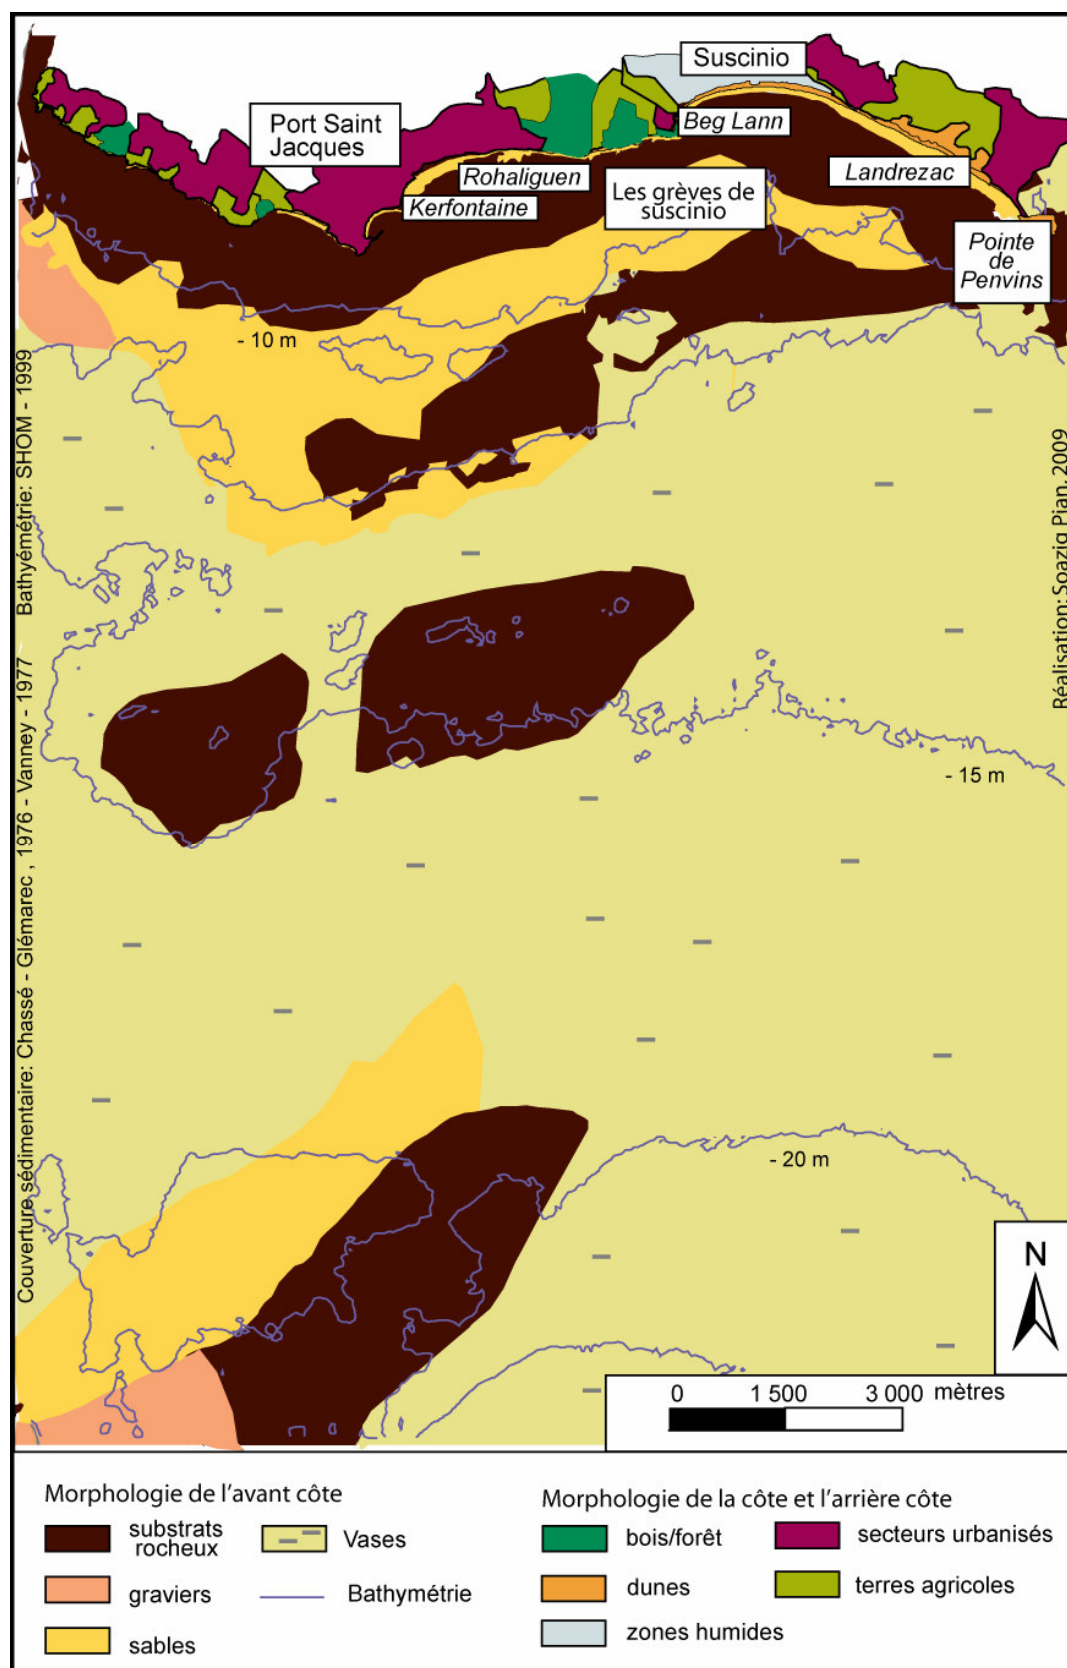 Suscinio
Port Saint
Jacques
Beg Lann
Rohaliguen
Landrezac
Les grèves de
suscinio
Kerfontaine
Pointe
de
Penvins
- 10 m
Couverture sédimentaire: Chassé - Glémarec , 1976 - Vanney - 1977 Bathyémétrie: SHOM - 1999
Réalisation: Soazig Pian, 2009
- 15 m
- 20 m
N
0 1 500 3 000 mètres
Morphologie de l'avant côte
substrats
rocheux
Vases
graviers
Bathymétrie
sables
Morphologie de la côte et l'arrière côte
bois/forêt
secteurs urbanisés
dunes
terres agricoles
zones humides